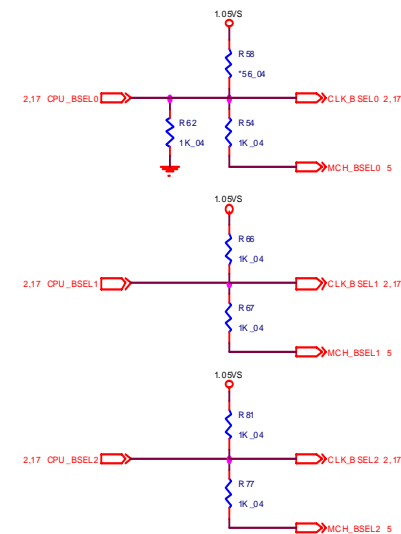 1.05VS
R58
*56_04
2,17 CPU_BSEL0
CLK_BSEL0 2,17
R62
1K_04
R54
1K_04
MCH_BSEL0 5
1.05VS
R66
1K_04
2,17 CPU_BSEL1
CLK_BSEL1 2,17
R67
1K_04
MCH_BSEL1 5
1.05VS
R81
1K_04
2,17 CPU_BSEL2
CLK_BSEL2 2,17
R77
1K_04
MCH_BSEL2 5